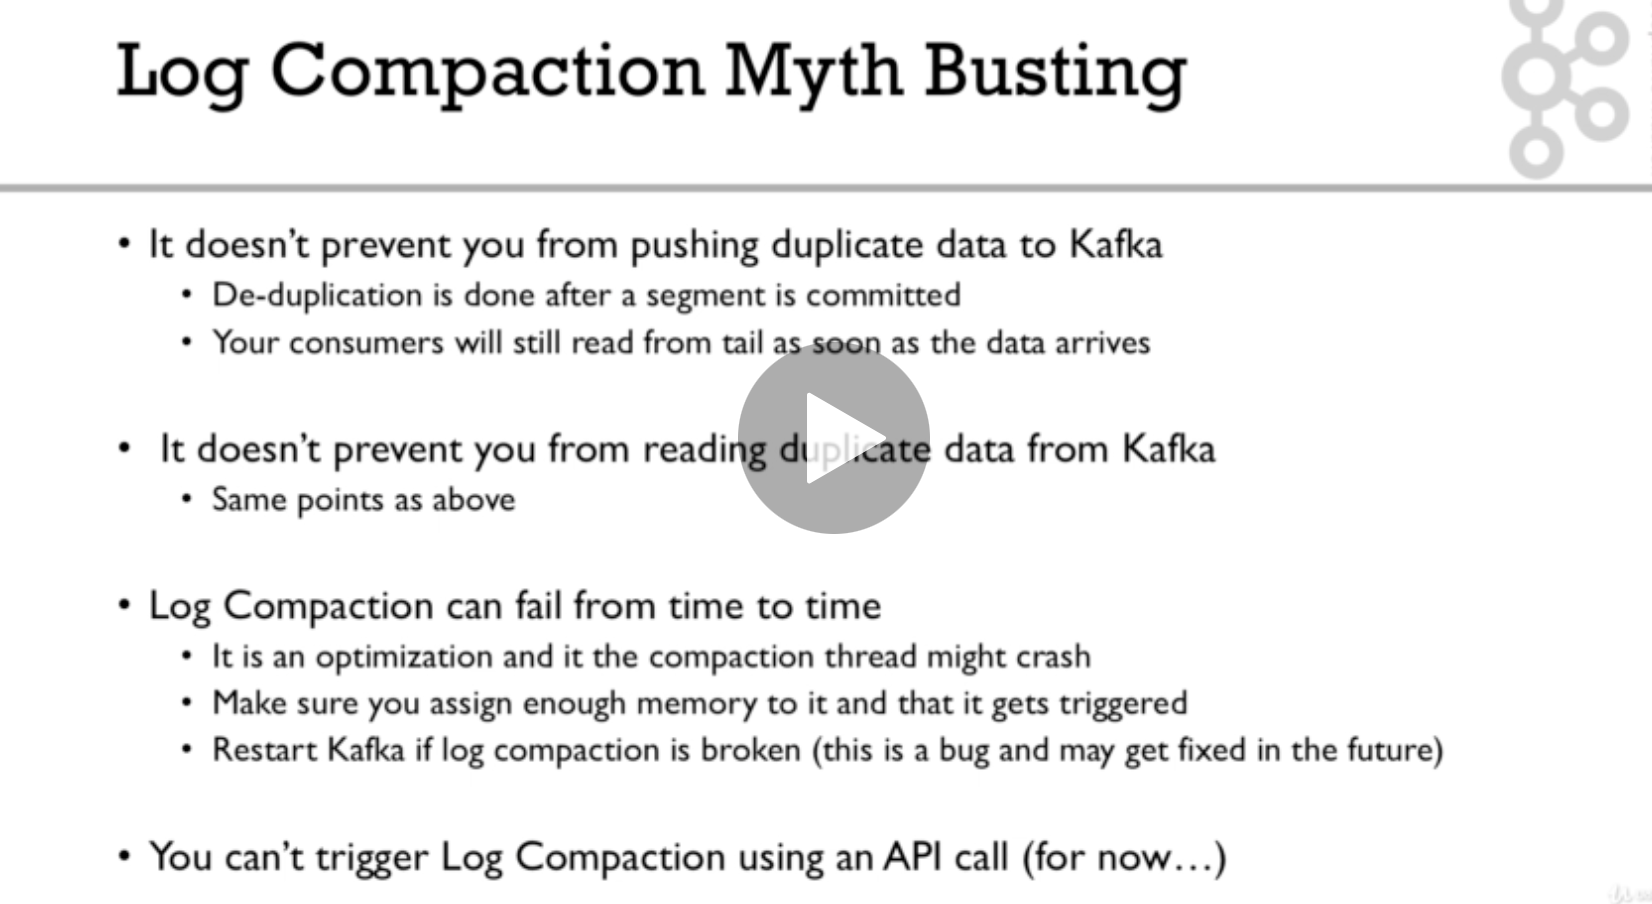 Log Compaction Myth Busting
• It doesn't prevent you from pushing duplicate data to Kafka
• De-duplication is done after a segment is committed
• Your consumers will still read from tail as soon as the data arrives
• It doesn't prevent you from reading duplicate data from Kafka
• Same points as above
• Log Compaction can fail from time to time
• It is an optimization and it the compaction thread might crash
• Make sure you assign enough memory to it and that it gets triggered
• Restart Kafka if log compaction is broken (this is a bug and may get fixed in the future)
• You can't trigger Log Compaction using an API call (for now...)